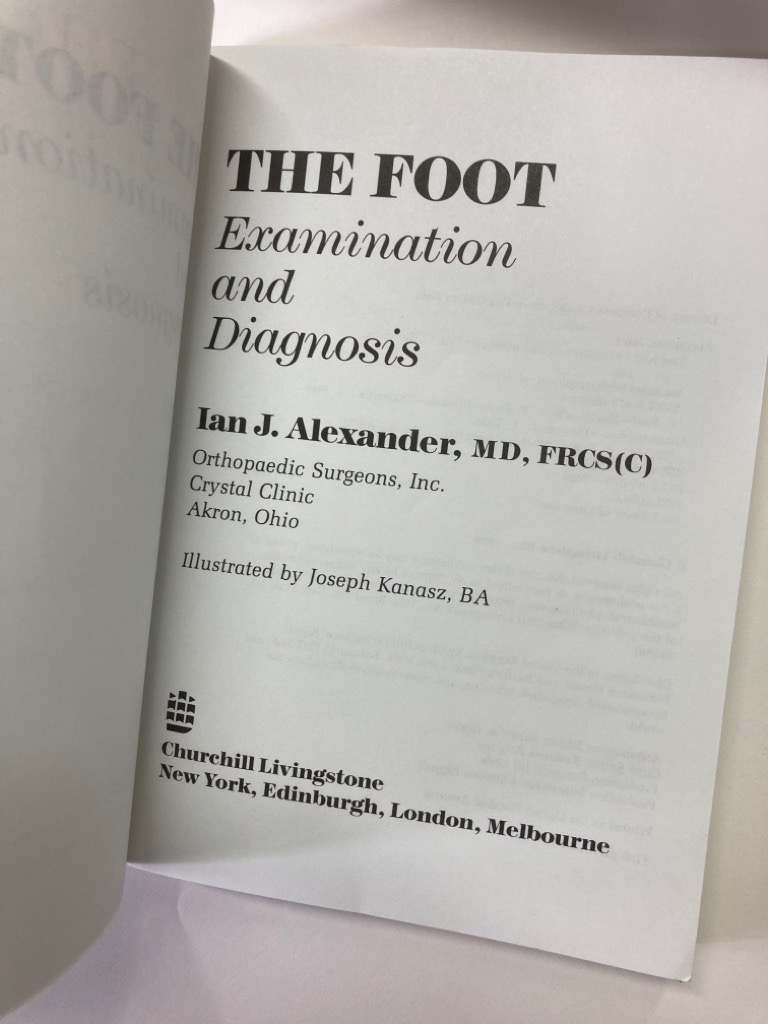 THE FOOT
Examination
and
Diagnosis
Ian J. Alexander, MD, FRCS(C)
Orthopaedic Surgeons, Inc.
Crystal Clinic
Akron, Ohio
Illustrated by Joseph Kanasz, BA
Churchill Livingstone
New York, Edinburgh, London, Melbourne